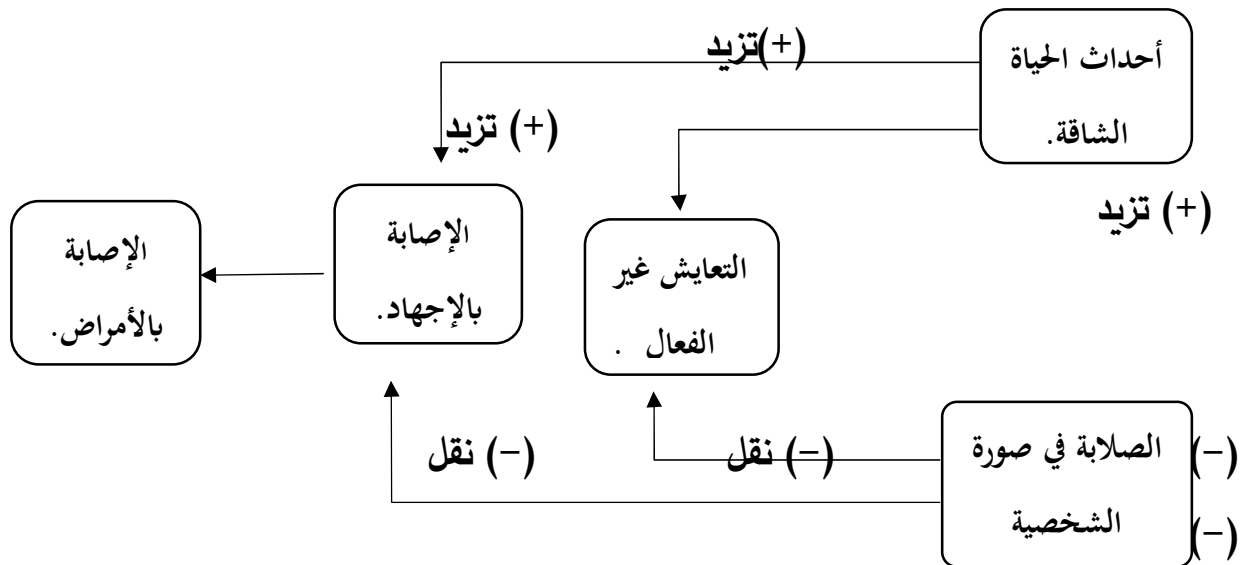 (+)تزيد
أحداث الحياة
الشاقة.
(+) تزيد
(+) تزيد
الإصابة
بالإجهاد.
الإصابة
بالأمراض.
التعايش غير
الفعال .
الصلابة في صورة
الشخصية
(−) نقل
(−) نقل
(−)
(−)